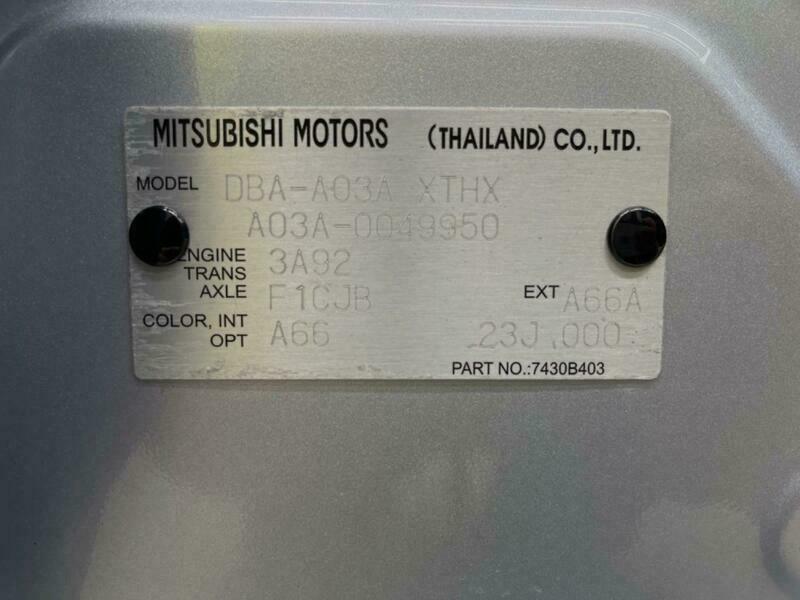 MITSUBISHI MOTORS (THAILAND) CO.,LTD.
MODEL DBA-A03A XTHX
A03A-0049950
ENGINE 3A92
TRANS
AXLE F1CJB EXT A66A
COLOR, INT A66 23J.000
OPT
PART NO.:7430B403